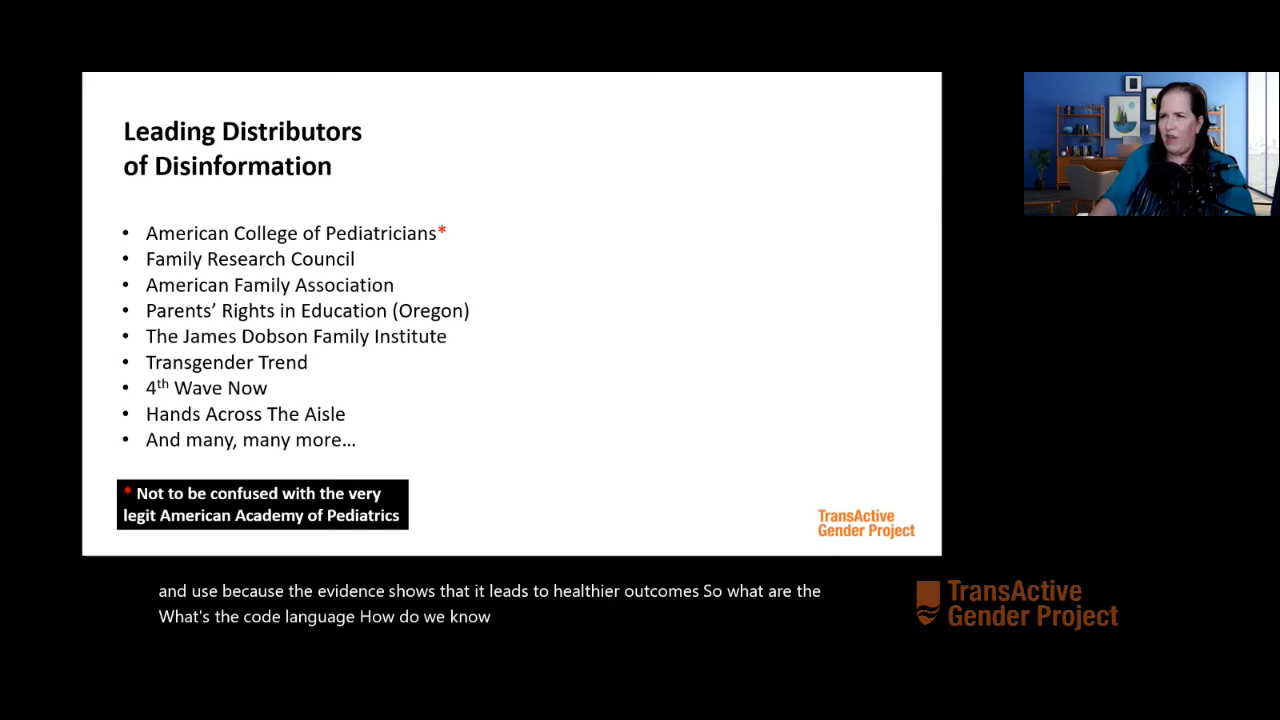 Leading Distributors
of Disinformation
• American College of Pediatricians*
• Family Research Council
• American Family Association
• Parents’ Rights in Education (Oregon)
• The James Dobson Family Institute
• Transgender Trend
• 4th Wave Now
• Hands Across The Aisle
• And many, many more…
* Not to be confused with the very
legit American Academy of Pediatrics
TransActive
Gender Project
and use because the evidence shows that it leads to healthier outcomes So what are the
What's the code language How do we know
TransActive
Gender Project